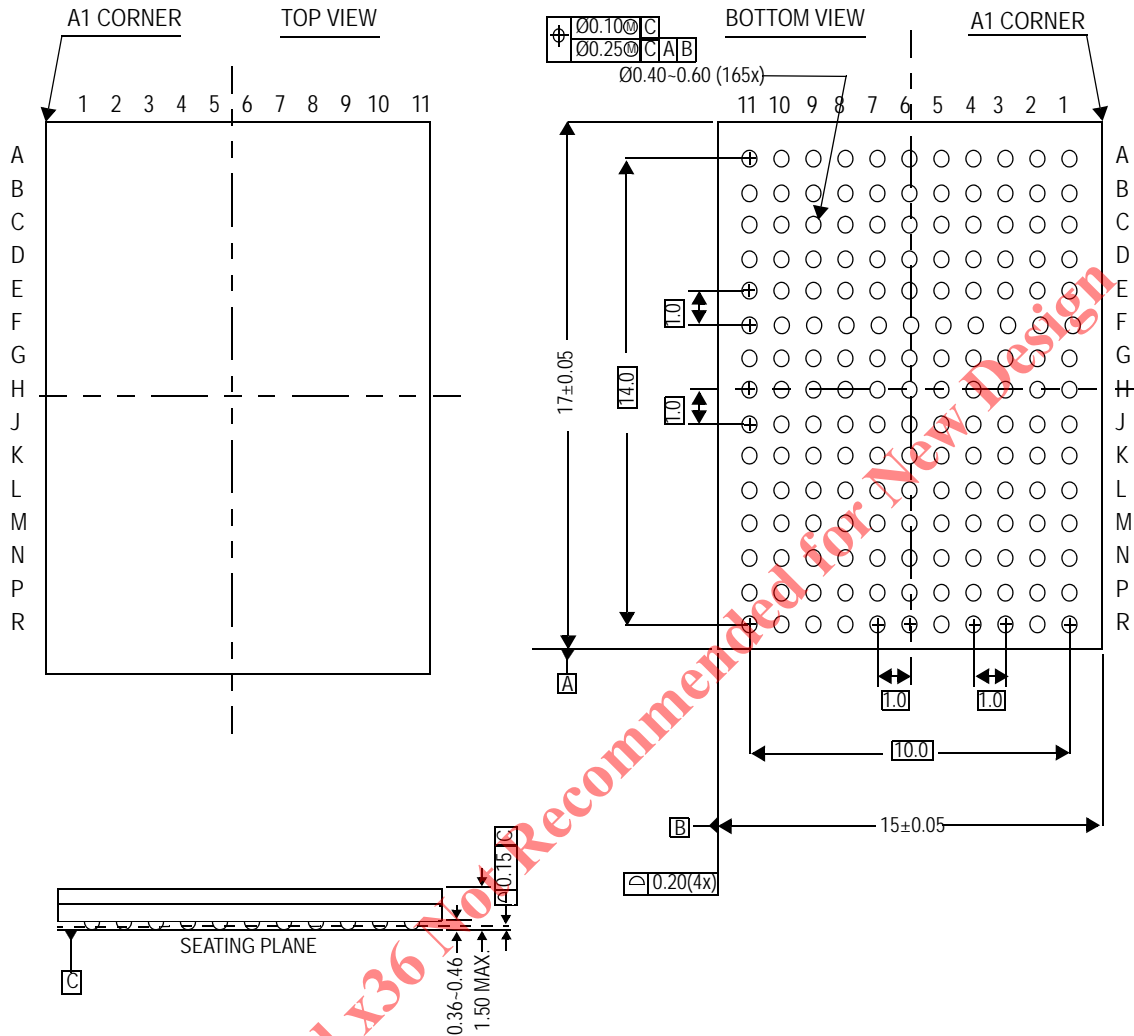 A1 CORNER
TOP VIEW
1 2 3 4 5 6 7 8 9 10 11
A
B
C
D
E
F
G
H
J
K
L
M
N
P
R
Ø0.10Ⓜ C
Ø0.25Ⓜ C A B
Ø0.40~0.60 (165x)
BOTTOM VIEW
A1 CORNER
11 10 9 8 7 6 5 4 3 2 1
A
B
C
D
E
F
G
H
J
K
L
M
N
P
R
1.0
17±0.05
14.0
1.0
A
1.0
1.0
10.0
B
15±0.05
0.20(4x)
0.15 C
SEATING PLANE
C
0.36~0.46
1.50 MAX.
x36 Not Recommended for New Design